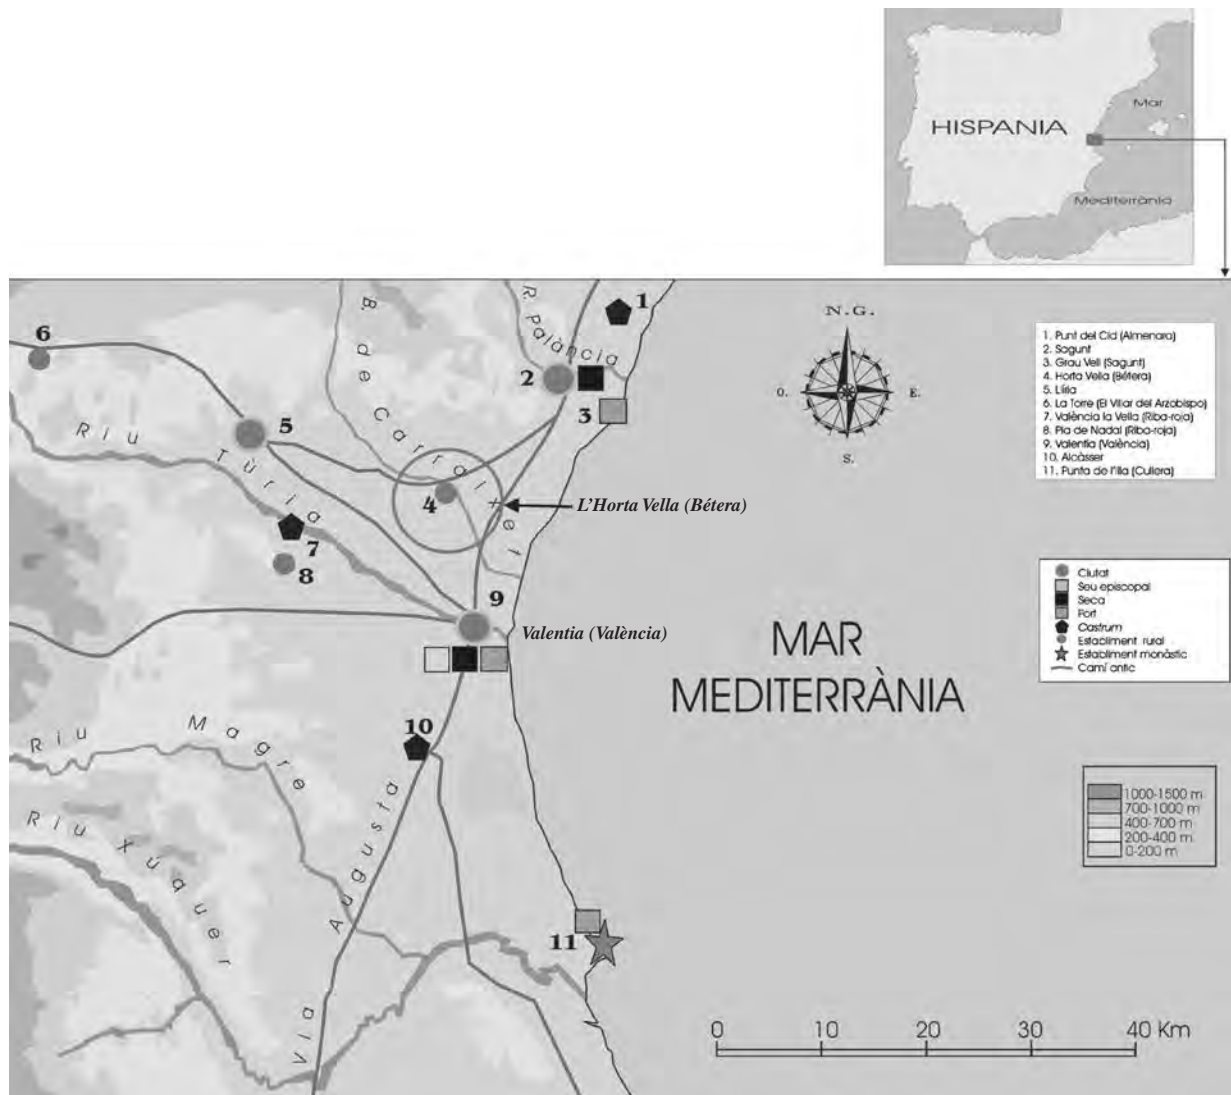 HISPANIA
Mar
Mediterrània
N.G.
O.
E.
S.
1. Punt del Cid (Almenara)
2. Sagunt
3. Grau Vell (Sagunt)
4. Horta Vella (Bétera)
5. Llíria
6. La Torre (El Villar del Arzobispo)
7. València la Vella (Riba-roja)
8. Pla de Nadal (Riba-roja)
9. Valentia (València)
10. Alcàsser
11. Punta de l'Illa (Cullera)
Ciutat
Seu episcopal
Seca
Port
Castrum
Establiment rural
Establiment monàstic
Camí antic
1000-1500 m
700-1000 m
400-700 m
200-400 m
0-200 m
1
2
3
4
5
6
7
8
9
10
11
B. de Carraixet
R. Palància
Riu Túria
L'Horta Vella (Bétera)
Valentia (València)
MAR
MEDITERRÀNIA
Riu Magre
Riu Xúquer
Via Augusta
0 10 20 30 40 Km